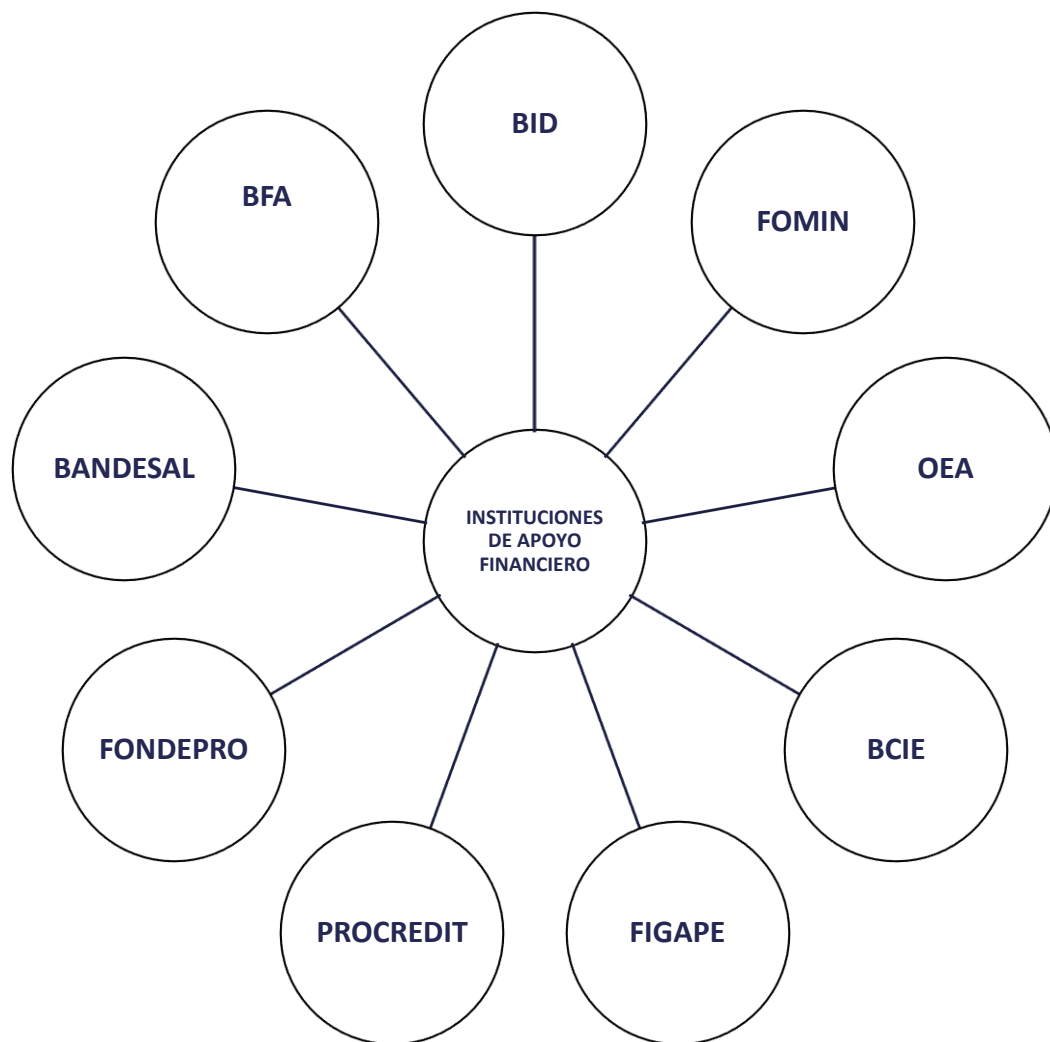 BID
BFA
FOMIN
BANDESAL
OEA
INSTITUCIONES
DE APOYO
FINANCIERO
FONDEPRO
BCIE
PROCREDIT
FIGAPE